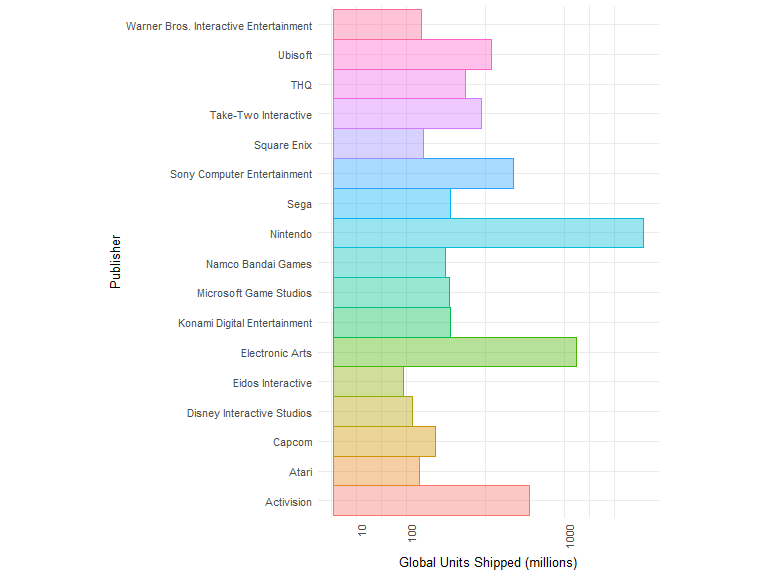 Warner Bros. Interactive Entertainment
Ubisoft
THQ
Take-Two Interactive
Square Enix
Sony Computer Entertainment
Sega
Nintendo
Publisher
Namco Bandai Games
Microsoft Game Studios
Konami Digital Entertainment
Electronic Arts
Eidos Interactive
Disney Interactive Studios
Capcom
Atari
Activision
10
100
1000
Global Units Shipped (millions)